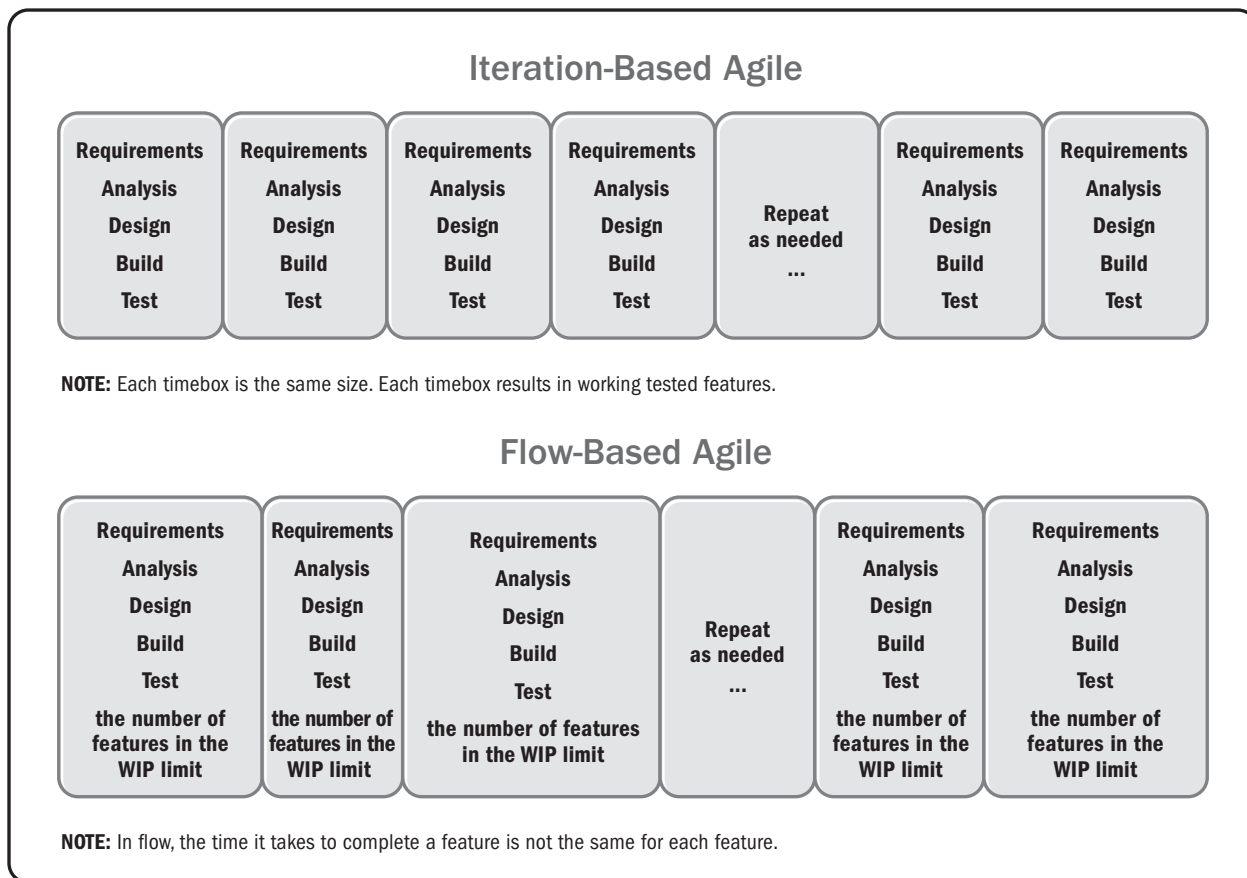 Iteration-Based Agile
Requirements
Analysis
Design
Build
Test
Requirements
Analysis
Design
Build
Test
Requirements
Analysis
Design
Build
Test
Requirements
Analysis
Design
Build
Test
Repeat
as needed
...
Requirements
Analysis
Design
Build
Test
Requirements
Analysis
Design
Build
Test
NOTE: Each timebox is the same size. Each timebox results in working tested features.
Flow-Based Agile
Requirements
Analysis
Design
Build
Test
the number of
features in the
WIP limit
Requirements
Analysis
Design
Build
Test
the number of
features in the
WIP limit
Requirements
Analysis
Design
Build
Test
the number of features
in the WIP limit
Repeat
as needed
...
Requirements
Analysis
Design
Build
Test
the number of
features in the
WIP limit
Requirements
Analysis
Design
Build
Test
the number of
features in the
WIP limit
NOTE: In flow, the time it takes to complete a feature is not the same for each feature.